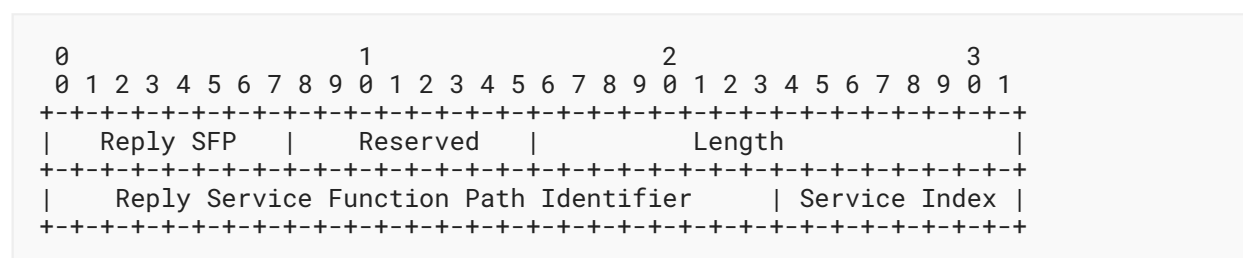 0                   1                   2                   3
 0 1 2 3 4 5 6 7 8 9 0 1 2 3 4 5 6 7 8 9 0 1 2 3 4 5 6 7 8 9 0 1
+-+-+-+-+-+-+-+-+-+-+-+-+-+-+-+-+-+-+-+-+-+-+-+-+-+-+-+-+-+-+-+-+
|   Reply SFP   |    Reserved   |          Length               |
+-+-+-+-+-+-+-+-+-+-+-+-+-+-+-+-+-+-+-+-+-+-+-+-+-+-+-+-+-+-+-+-+
|    Reply Service Function Path Identifier     | Service Index |
+-+-+-+-+-+-+-+-+-+-+-+-+-+-+-+-+-+-+-+-+-+-+-+-+-+-+-+-+-+-+-+-+